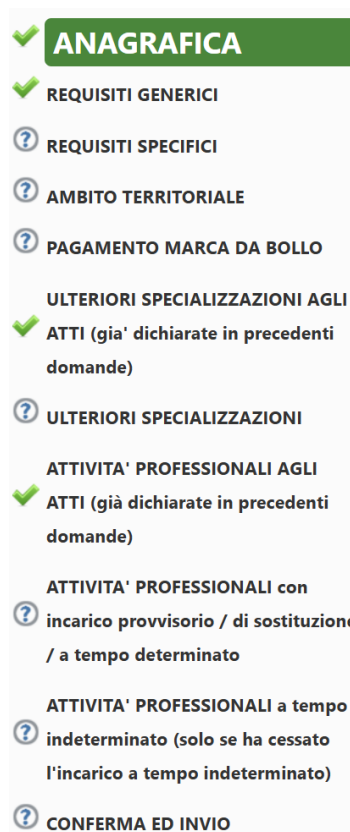 ANAGRAFICA
REQUISITI GENERICI
REQUISITI SPECIFICI
AMBITO TERRITORIALE
PAGAMENTO MARCA DA BOLLO
ULTERIORI SPECIALIZZAZIONI AGLI
ATTI (gia' dichiarate in precedenti
domande)
ULTERIORI SPECIALIZZAZIONI
ATTIVITA' PROFESSIONALI AGLI
ATTI (già dichiarate in precedenti
domande)
ATTIVITA' PROFESSIONALI con
incarico provvisorio / di sostituzione
/ a tempo determinato
ATTIVITA' PROFESSIONALI a tempo
indeterminato (solo se ha cessato
l'incarico a tempo indeterminato)
CONFERMA ED INVIO